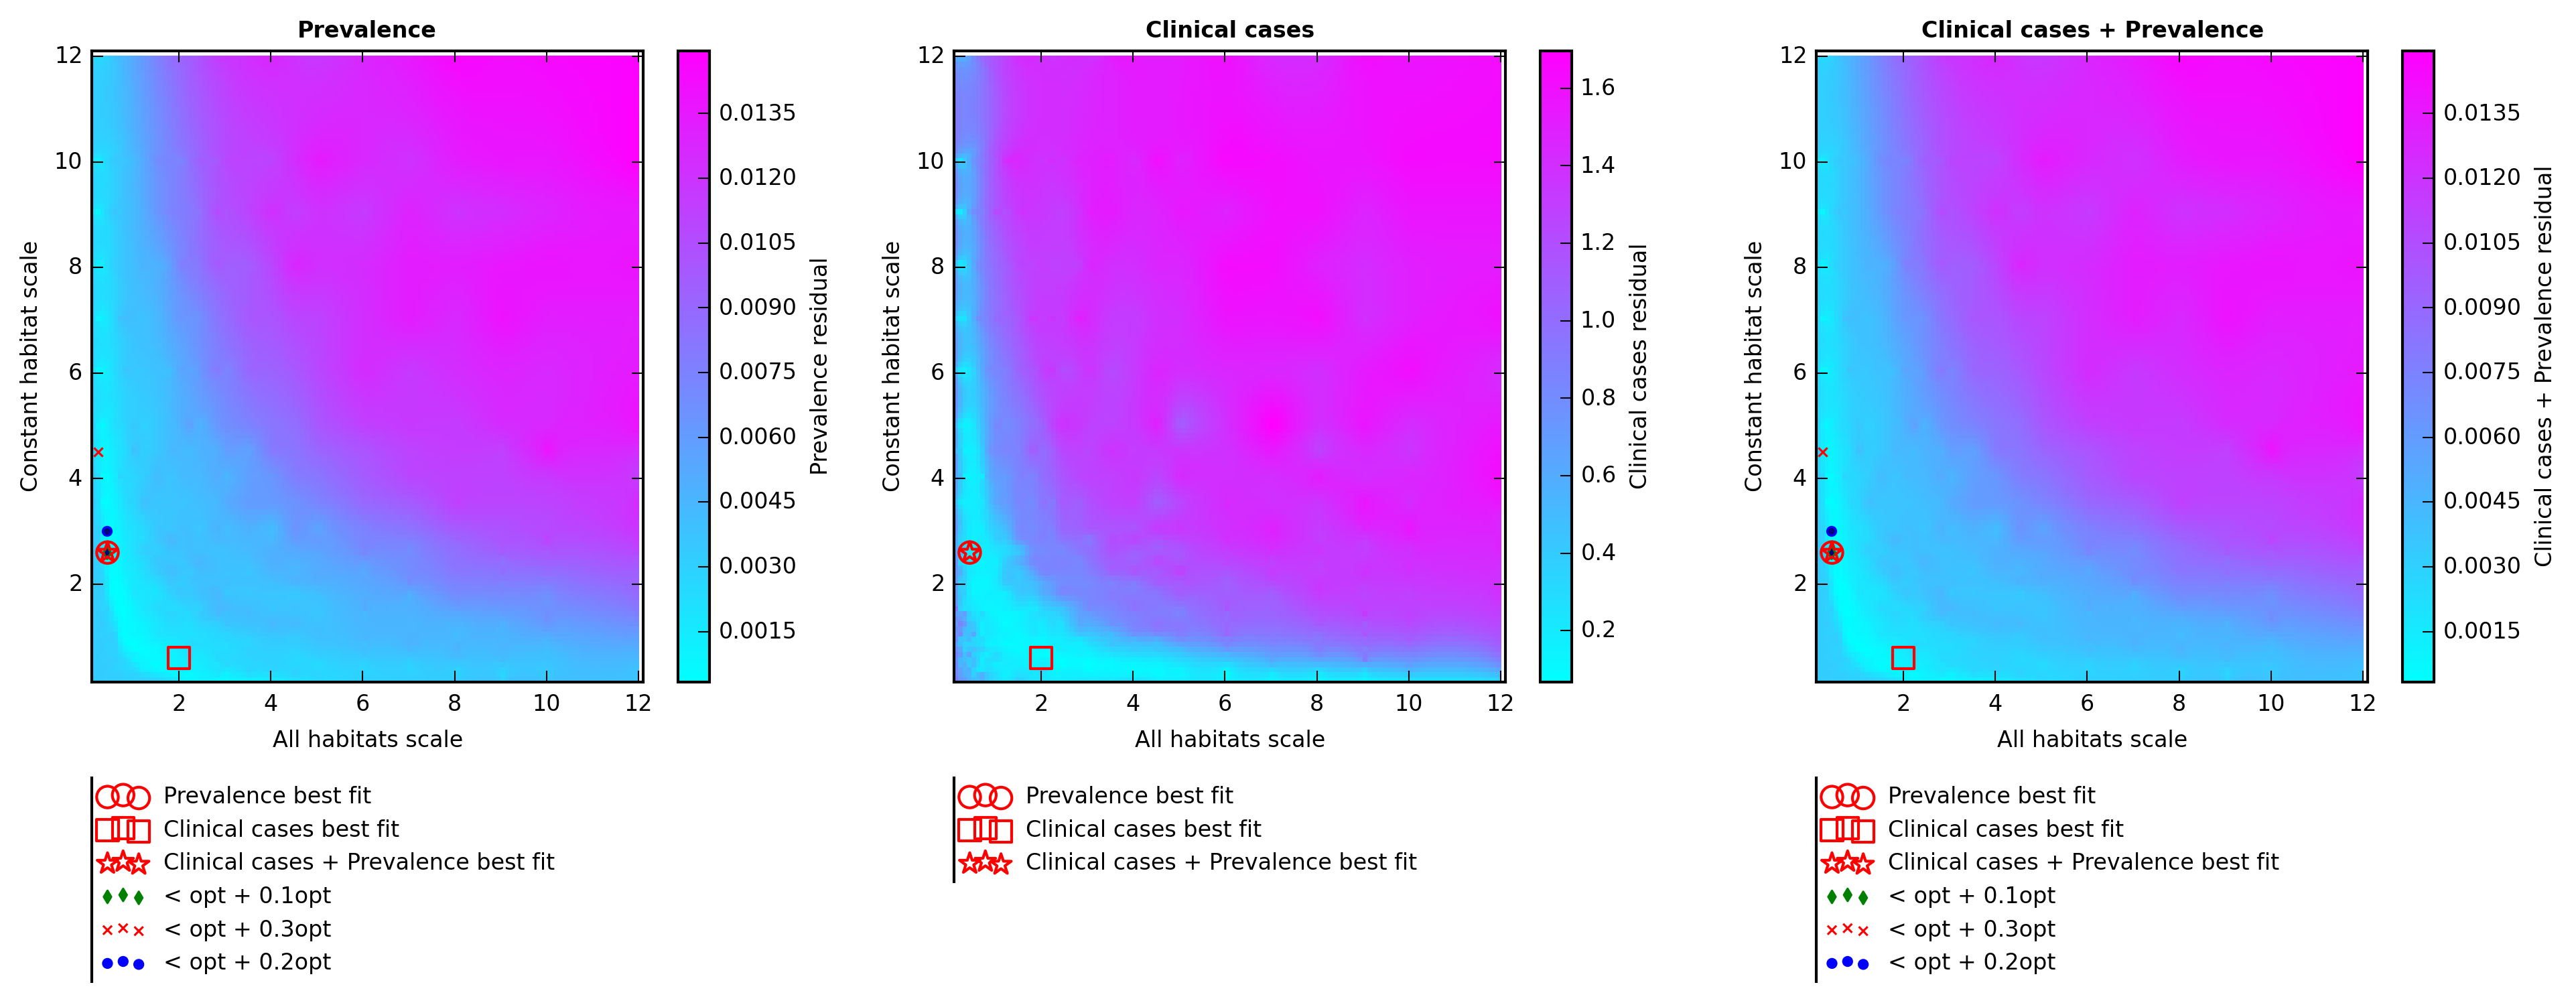 Prevalence
12
10
8
6
4
2
Constant habitat scale
2 4 6 8 10 12
All habitats scale
0.0135
0.0120
0.0105
0.0090
0.0075
0.0060
0.0045
0.0030
0.0015
Prevalence residual
Prevalence best fit
Clinical cases best fit
Clinical cases + Prevalence best fit
< opt + 0.1opt
< opt + 0.3opt
< opt + 0.2opt
Clinical cases
12
10
8
6
4
2
Constant habitat scale
2 4 6 8 10 12
All habitats scale
1.6
1.4
1.2
1.0
0.8
0.6
0.4
0.2
Clinical cases residual
Prevalence best fit
Clinical cases best fit
Clinical cases + Prevalence best fit
Clinical cases + Prevalence
12
10
8
6
4
2
Constant habitat scale
2 4 6 8 10 12
All habitats scale
0.0135
0.0120
0.0105
0.0090
0.0075
0.0060
0.0045
0.0030
0.0015
Clinical cases + Prevalence residual
Prevalence best fit
Clinical cases best fit
Clinical cases + Prevalence best fit
< opt + 0.1opt
< opt + 0.3opt
< opt + 0.2opt